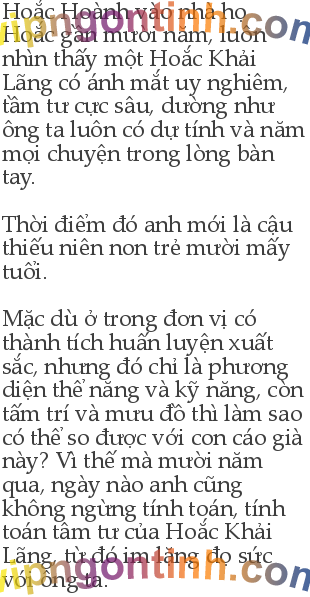 Hoắc Hoành vào nhà họ
Hoắc gần mười năm, luôn
nhìn thấy một Hoắc Khải
Lãng có ánh mắt uy nghiêm,
tầm tư cực sâu, dường như
ông ta luôn có dự tính và năm
mọi chuyện trong lòng bàn
tay.
Thời điểm đó anh mới là cậu
thiếu niên non trẻ mười mấy
tuổi.
Mặc dù ở trong đơn vị có
thành tích huấn luyện xuất
sắc, nhưng đó chỉ là phương
diện thể năng và kỹ năng, còn
tấm trí và mưu đồ thì làm sao
có thể so được với con cáo già
này? Vì thế mà mười năm
qua, ngày nào anh cũng
không ngừng tính toán, tính
toán tâm tư của Hoắc Khải
Lãng, từ đó im lặng đọ sức
với ông ta.
vipngontinh.com
vipngontinh.com